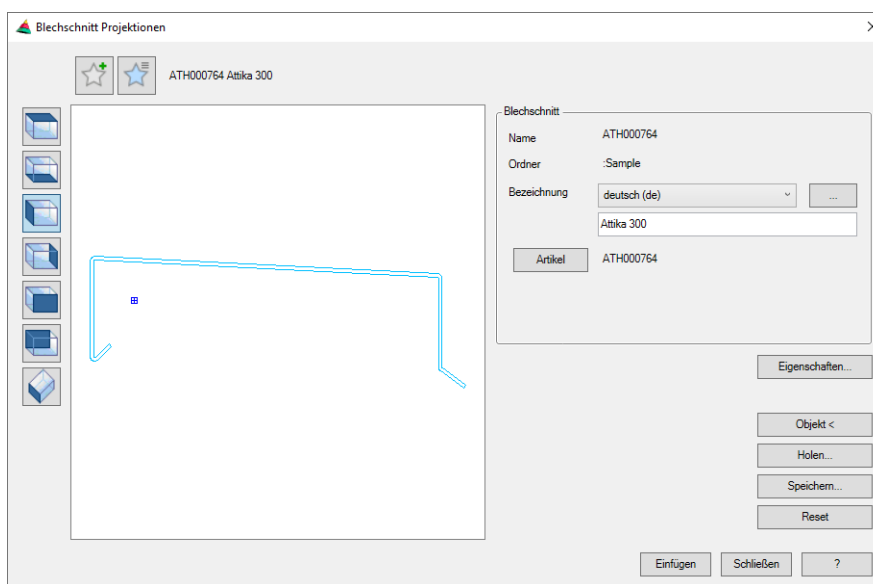 Blechschnitt Projektionen
ATH000764 Attika 300
Blechschnitt
Name ATH000764
Ordner :Sample
Bezeichnung deutsch (de) ...
Attika 300
Artikel ATH000764
Eigenschaften...
Objekt <
Holen...
Speichern...
Reset
Einfügen Schließen ?